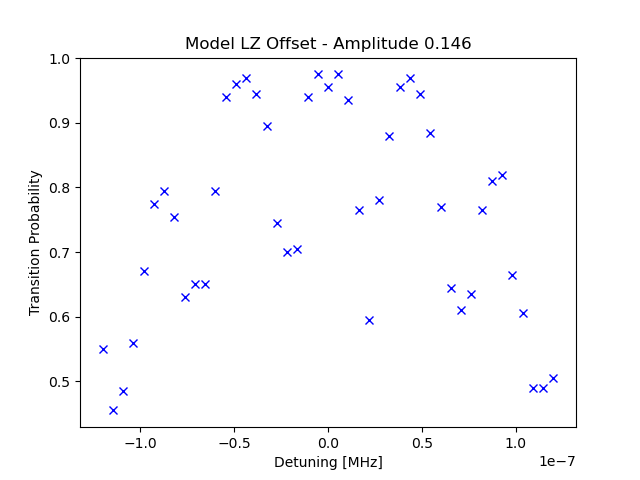 Model LZ Offset - Amplitude 0.146
1.0
0.9
0.8
0.7
0.6
0.5
Transition Probability
−1.0 −0.5 0.0 0.5 1.0
1e−7
Detuning [MHz]